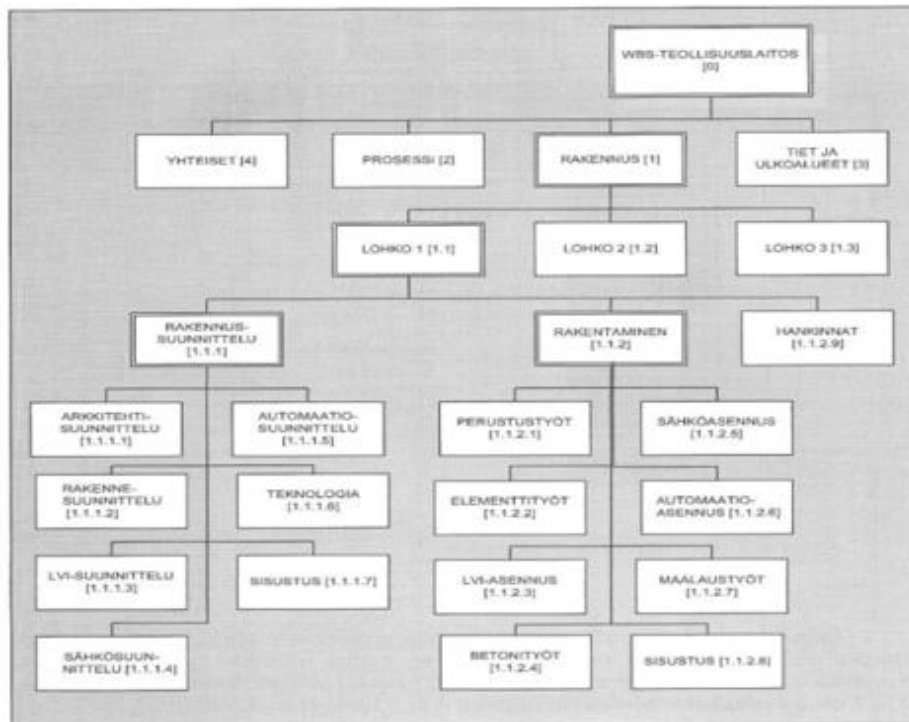 WBS-TEOLLISUUSLAITOS
[0]
YHTEISET [4]
PROSESSI [2]
RAKENNUS [1]
TIET JA
ULKOALUEET [3]
LOHKO 1 [1.1]
LOHKO 2 [1.2]
LOHKO 3 [1.3]
RAKENNUS-
SUUNNITTELU
[1.1.1]
RAKENTAMINEN
[1.1.2]
HANKINNAT
[1.1.2.9]
ARKKITEHTI-
SUUNNITTELU
[1.1.1.1]
AUTOMAATIO-
SUUNNITTELU
[1.1.1.5]
PERUSTUSTYÖT
[1.1.2.1]
SÄHKÖASENNUS
[1.1.2.5]
RAKENNE-
SUUNNITTELU
[1.1.1.2]
TEKNOLOGIA
[1.1.1.6]
ELEMENTTITYÖT
[1.1.2.2]
AUTOMAATIO-
ASENNUS [1.1.2.6]
LVI-SUUNNITTELU
[1.1.1.3]
SISUSTUS [1.1.1.7]
LVI-ASENNUS
[1.1.2.3]
MAALAUSTYÖT
[1.1.2.7]
SÄHKÖSUUN-
NITTELU [1.1.1.4]
BETONITYÖT
[1.1.2.4]
SISUSTUS [1.1.2.8]